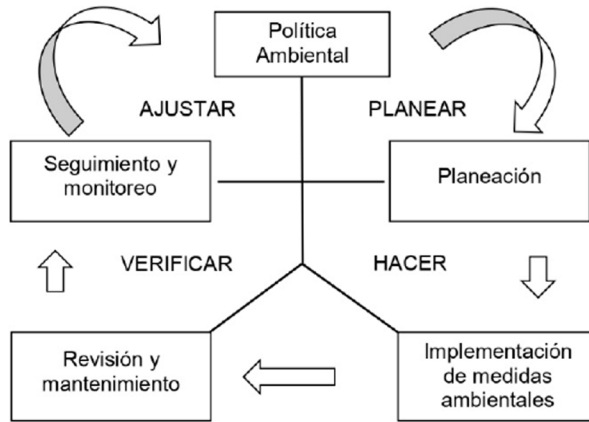 Política
Ambiental
AJUSTAR
PLANEAR
Seguimiento y
monitoreo
Planeación
VERIFICAR
HACER
Revisión y
mantenimiento
Implementación
de medidas
ambientales